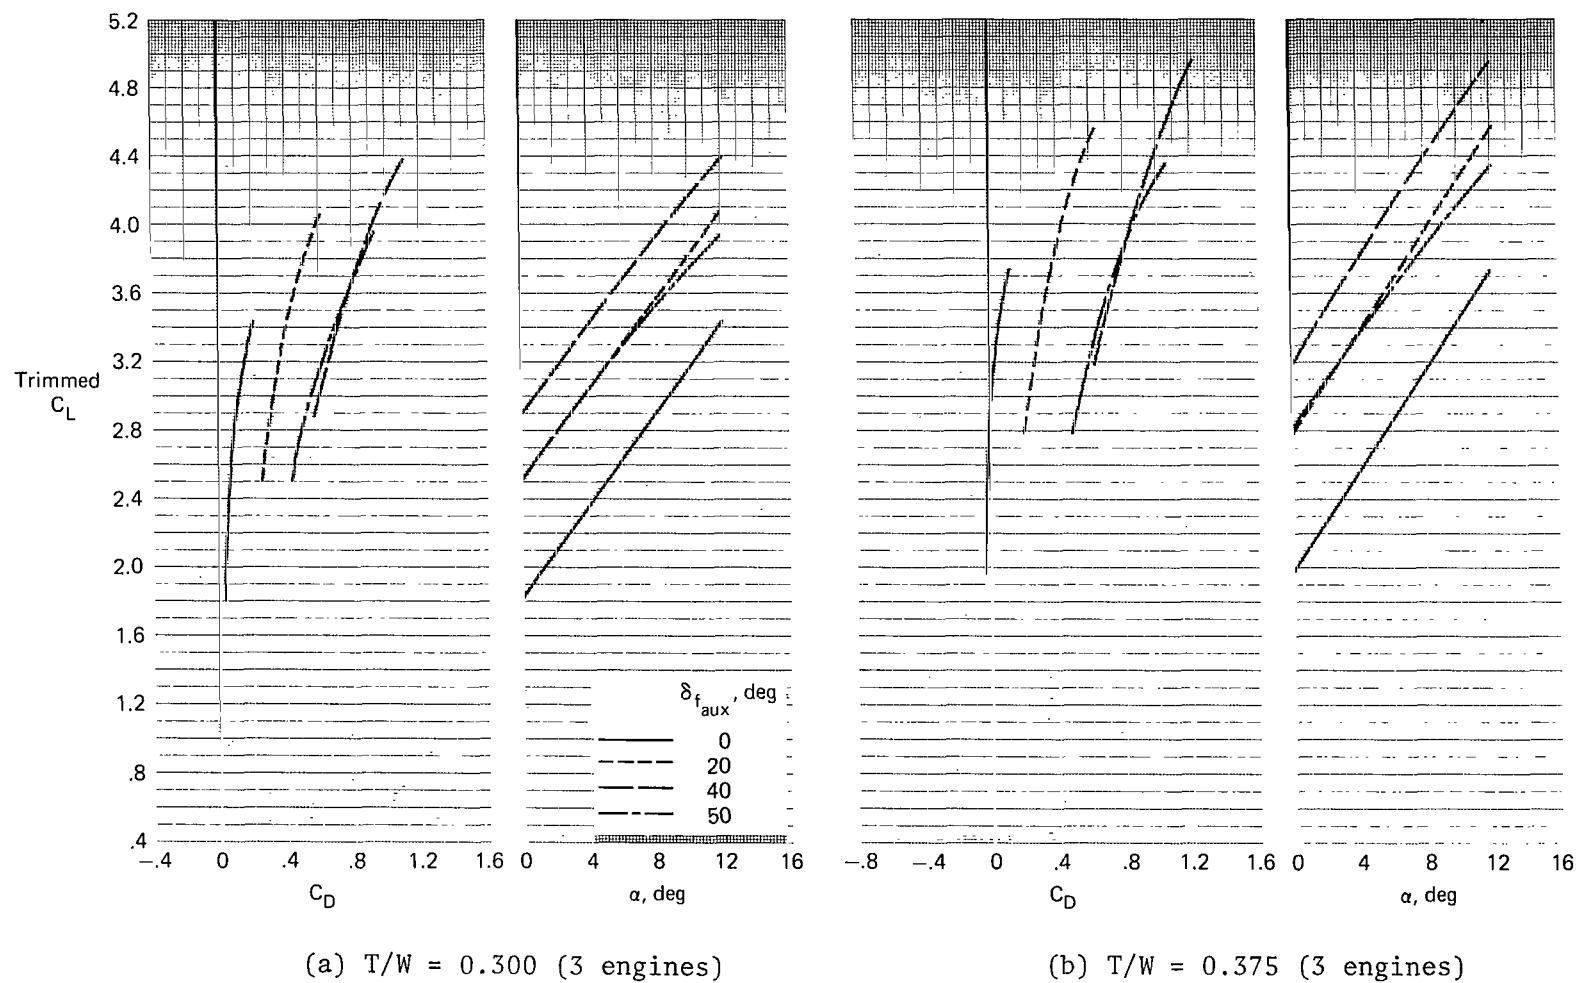 5.2
4.8
4.4
4.0
3.6
3.2
2.8
2.4
2.0
1.6
1.2
.8
.4
Trimmed
C_L
−.4 0 .4 .8 1.2 1.6
C_D
0 4 8 12 16
α, deg
δ_f_aux, deg
0
20
40
50
−.8 −.4 0 .4 .8 1.2 1.6
C_D
0 4 8 12 16
α, deg
(a) T/W = 0.300 (3 engines)
(b) T/W = 0.375 (3 engines)